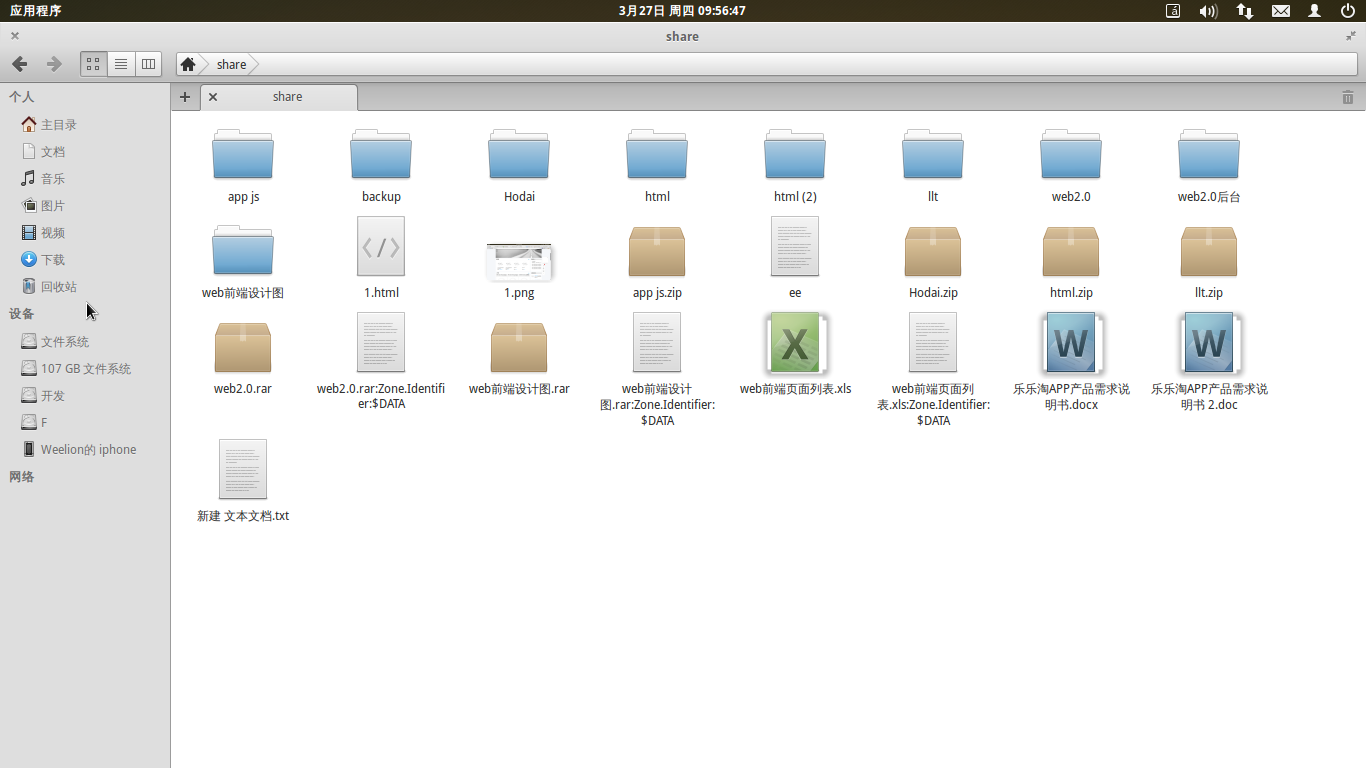 应用程序
3月27日 周四 09:56:47
share
share
个人
主目录
文档
音乐
图片
视频
下载
回收站
设备
文件系统
107 GB 文件系统
开发
F
Weelion的 iphone
网络
share
app js
backup
Hodai
html
html (2)
llt
web2.0
web2.0后台
web前端设计图
1.html
1.png
app js.zip
ee
Hodai.zip
html.zip
llt.zip
web2.0.rar
web2.0.rar:Zone.Identifi
er:$DATA
web前端设计图.rar
web前端设计
图.rar:Zone.Identifier:
$DATA
web前端页面列表.xls
web前端页面列
表.xls:Zone.Identifier:
$DATA
乐乐淘APP产品需求说
明书.docx
乐乐淘APP产品需求说
明书 2.doc
新建 文本文档.txt